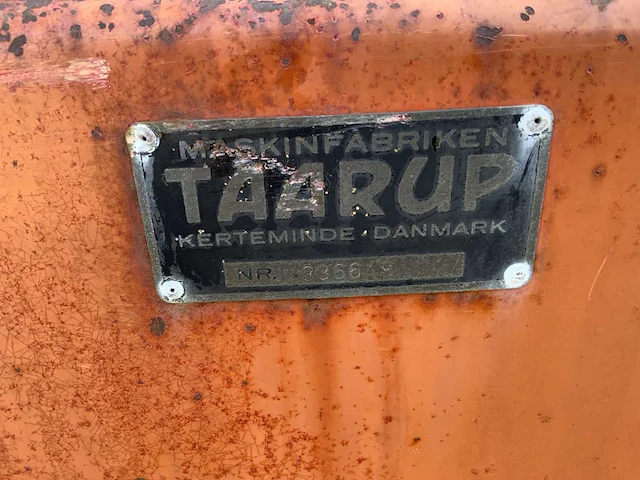 MASKINFABRIKEN
TAARUP
KERTEMINDE · DANMARK
NR.